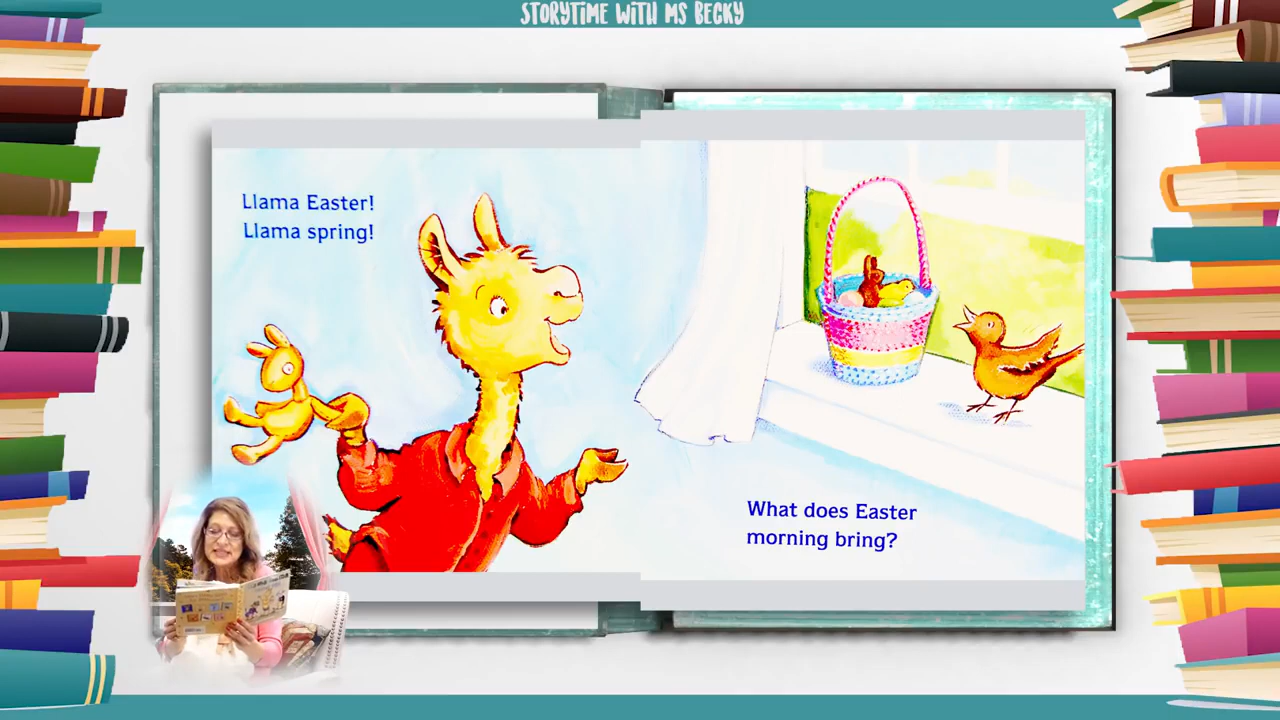 STORYTIME WITH MS BECKY
Llama Easter!
Llama spring!
What does Easter
morning bring?